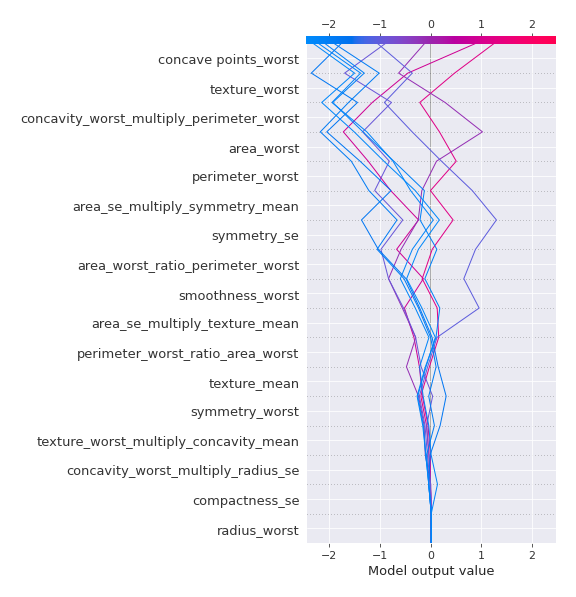 −2 −1 0 1 2
concave points_worst
texture_worst
concavity_worst_multiply_perimeter_worst
area_worst
perimeter_worst
area_se_multiply_symmetry_mean
symmetry_se
area_worst_ratio_perimeter_worst
smoothness_worst
area_se_multiply_texture_mean
perimeter_worst_ratio_area_worst
texture_mean
symmetry_worst
texture_worst_multiply_concavity_mean
concavity_worst_multiply_radius_se
compactness_se
radius_worst
−2 −1 0 1 2
Model output value